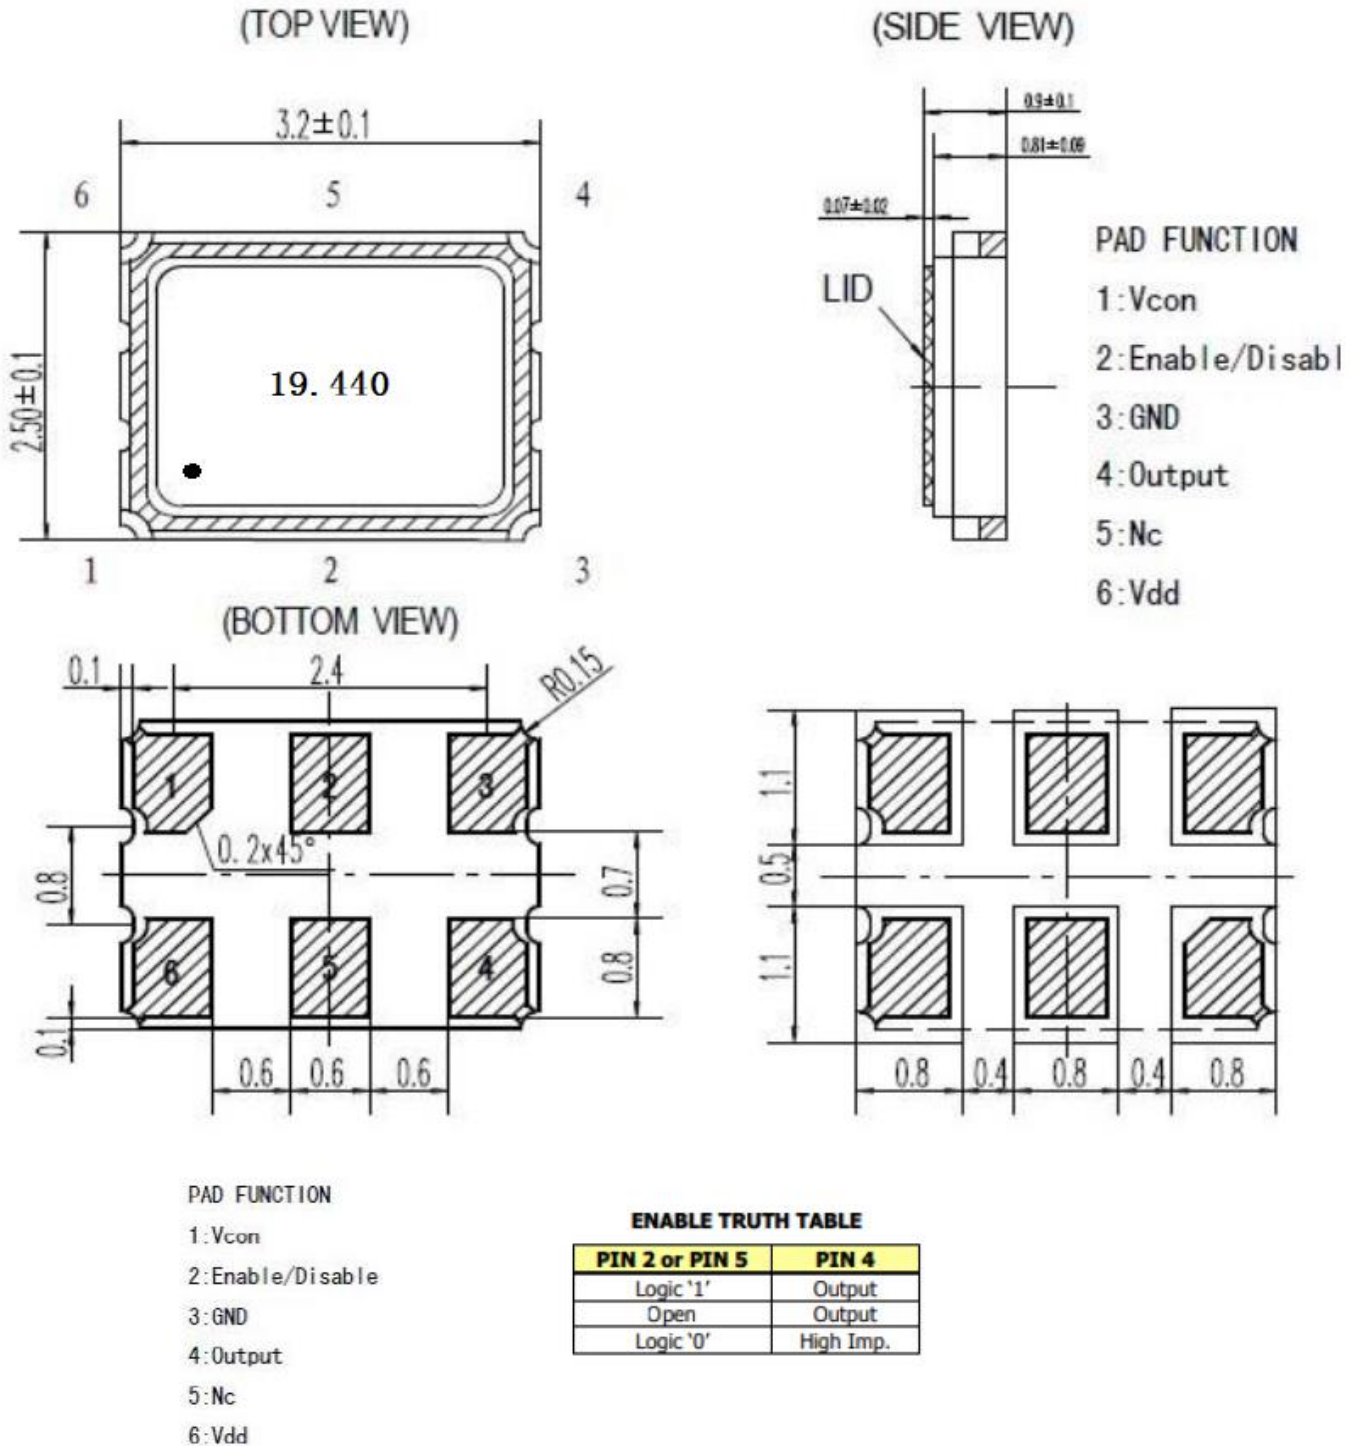 (TOP VIEW)
(SIDE VIEW)
3.2±0.1
0.9±0.1
0.81±0.09
6 5 4
0.07±0.02
PAD FUNCTION
LID
1:Vcon
2:Enable/Disabl
3:GND
4:Output
5:Nc
6:Vdd
2.50±0.1
19.440
1 2 3
(BOTTOM VIEW)
0.1
2.4
R0.15
1 2 3
0.2x45°
0.8
0.7
6 5 4
0.8
0.1
0.6 0.6 0.6
1.1
0.5
1.1
0.8 0.4 0.8 0.4 0.8
PAD FUNCTION
1:Vcon
2:Enable/Disable
3:GND
4:Output
5:Nc
6:Vdd
ENABLE TRUTH TABLE
PIN 2 or PIN 5 PIN 4
Logic '1' Output
Open Output
Logic '0' High Imp.